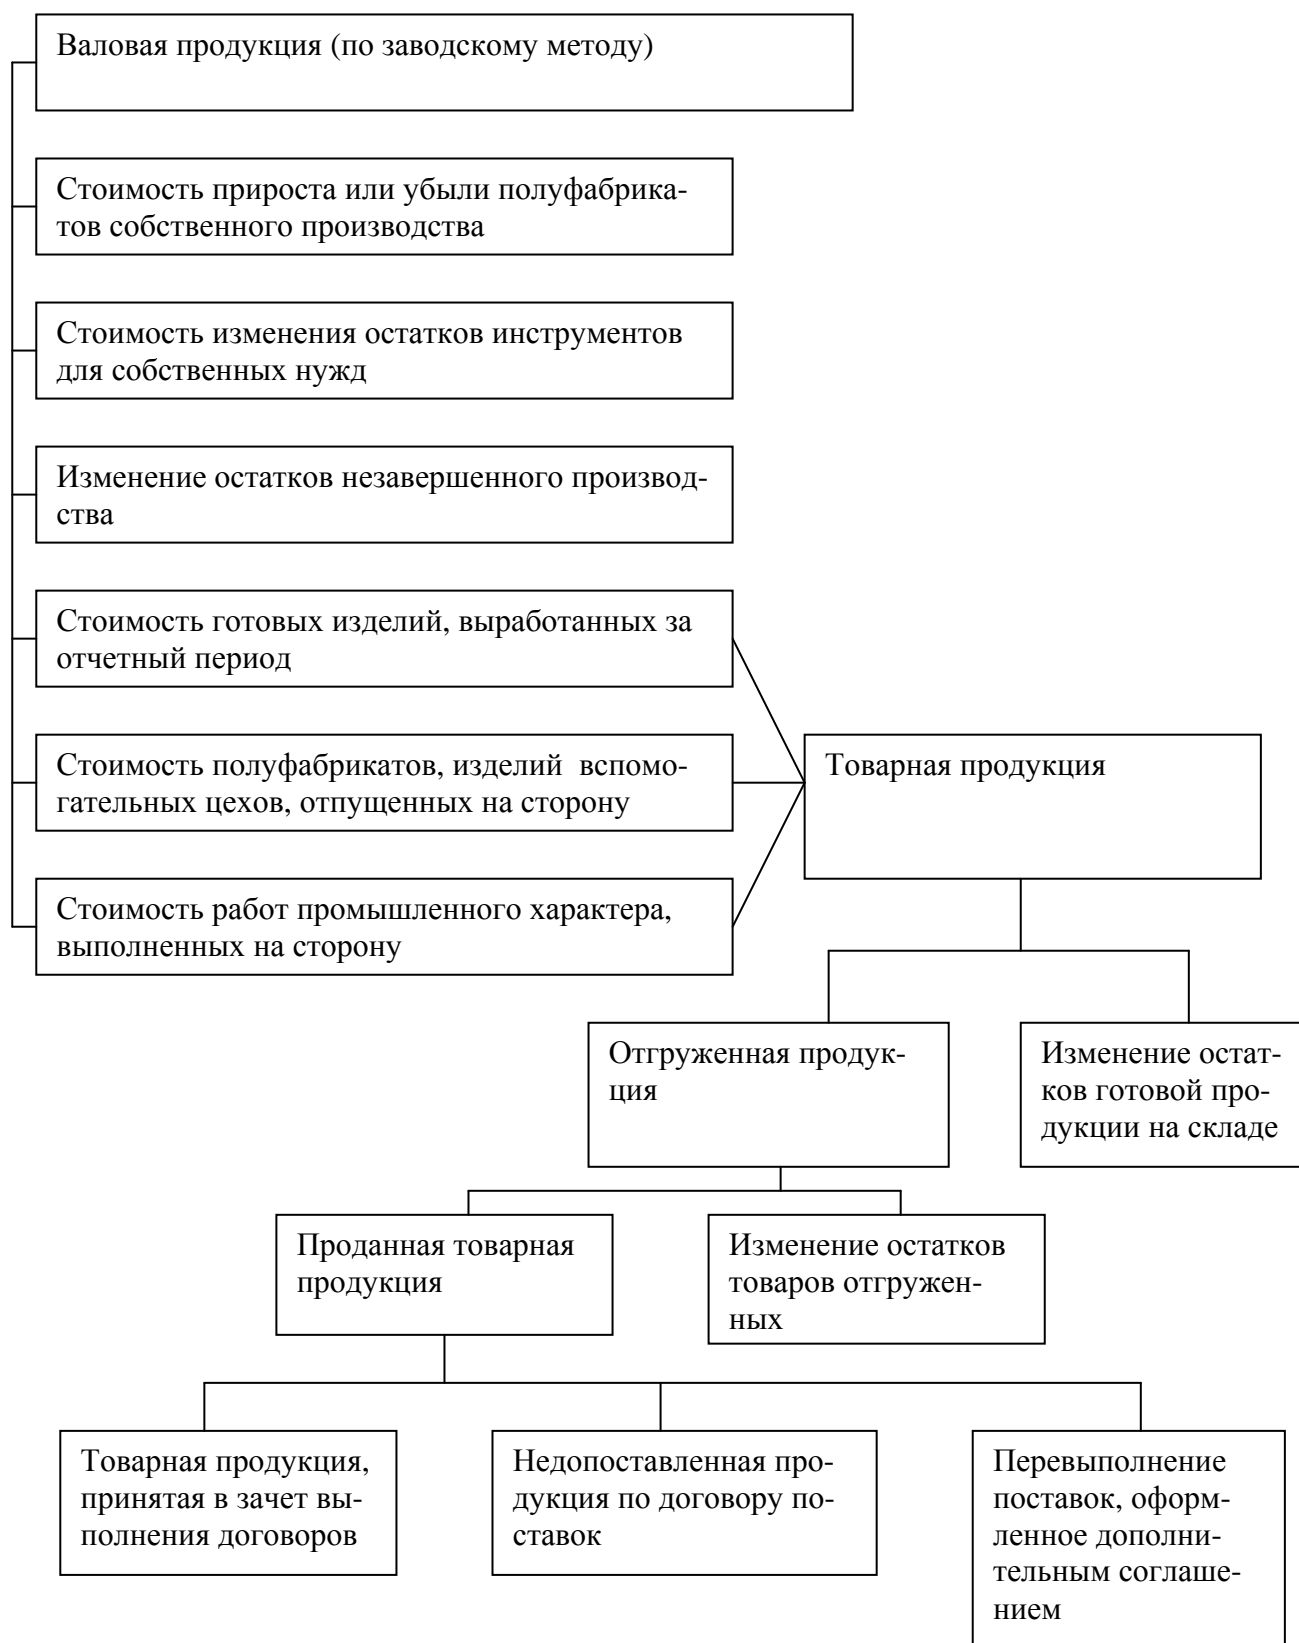 Валовая продукция (по заводскому методу)
Стоимость прироста или убыли полуфабрика-
тов собственного производства
Стоимость изменения остатков инструментов
для собственных нужд
Изменение остатков незавершенного производ-
ства
Стоимость готовых изделий, выработанных за
отчетный период
Стоимость полуфабрикатов, изделий  вспомо-
гательных цехов, отпущенных на сторону
Товарная продукция
Стоимость работ промышленного характера,
выполненных на сторону
Отгруженная продук-
ция
Изменение остат-
ков готовой про-
дукции на складе
Проданная товарная
продукция
Изменение остатков
товаров отгружен-
ных
Товарная продукция,
принятая в зачет вы-
полнения договоров
Недопоставленная про-
дукция по договору по-
ставок
Перевыполнение
поставок, оформ-
ленное дополни-
тельным соглаше-
нием